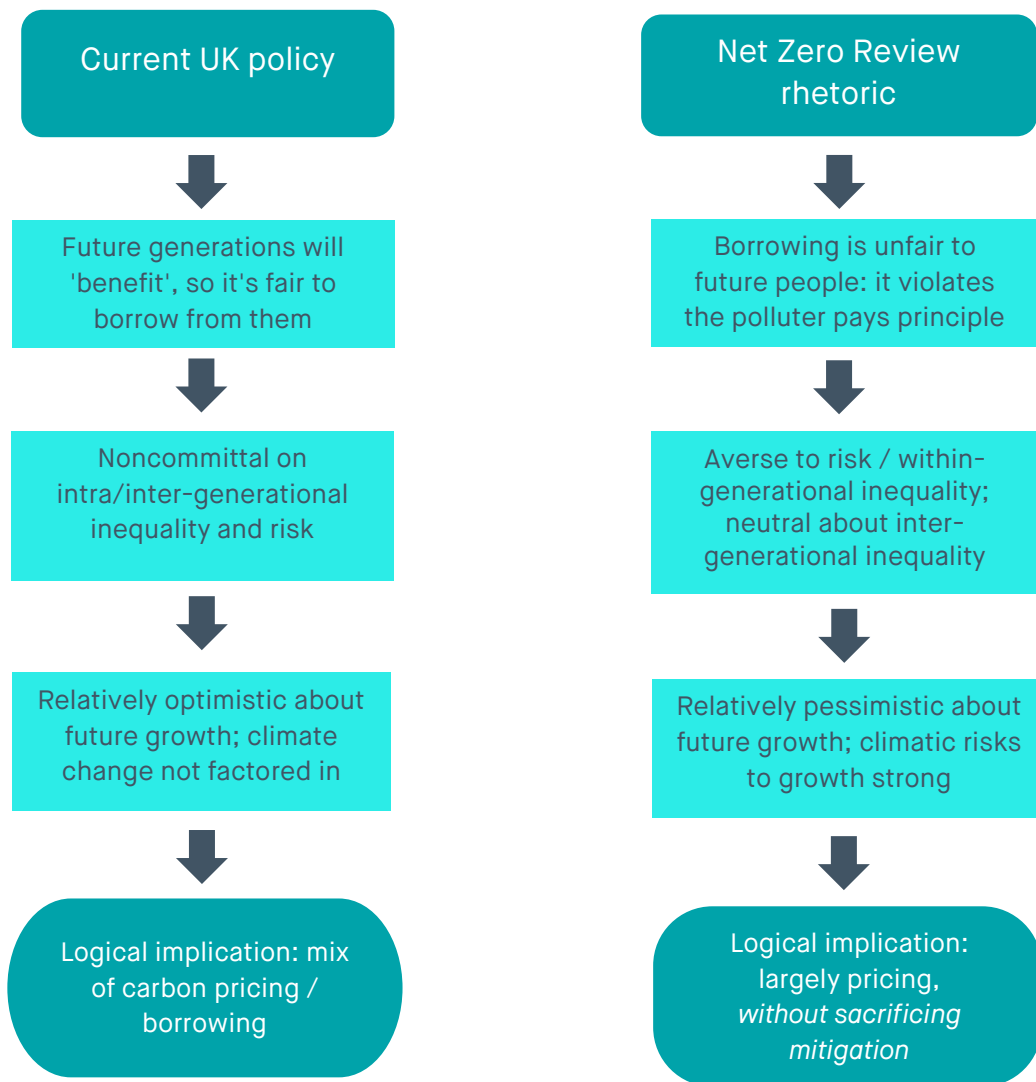 Current UK policy
Future generations will
'benefit', so it's fair to
borrow from them
Noncommittal on
intra/inter-generational
inequality and risk
Relatively optimistic about
future growth; climate
change not factored in
Logical implication: mix
of carbon pricing /
borrowing
Net Zero Review
rhetoric
Borrowing is unfair to
future people: it violates
the polluter pays principle
Averse to risk / within-
generational inequality;
neutral about inter-
generational inequality
Relatively pessimistic about
future growth; climatic risks
to growth strong
Logical implication:
largely pricing,
without sacrificing
mitigation